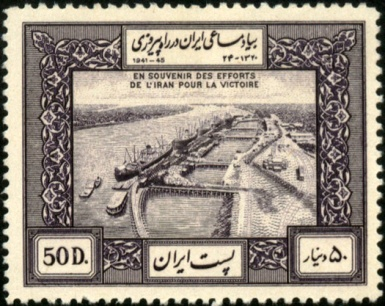 بیاد مساعی ایران در راه پیروزی
۱۳۲۰-۲۴
1941-45
EN SOUVENIR DES EFFORTS
DE L'IRAN POUR LA VICTOIRE
50 D.
پست ایران
۵۰ دینار